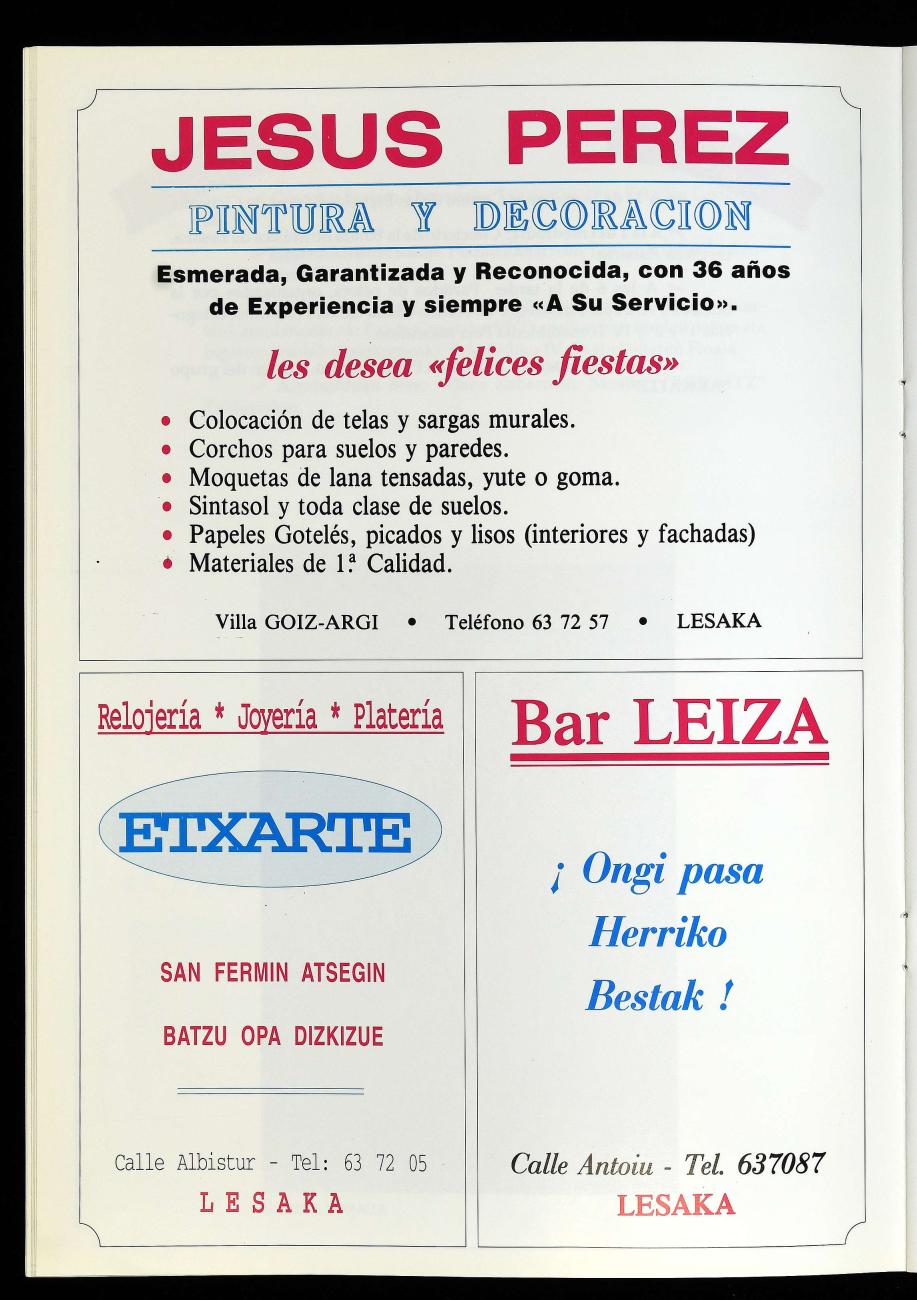 JESUS PEREZ
PINTURA Y DECORACION
Esmerada, Garantizada y Reconocida, con 36 años
de Experiencia y siempre «A Su Servicio».
les desea «felices fiestas»
• Colocación de telas y sargas murales.
• Corchos para suelos y paredes.
• Moquetas de lana tensadas, yute o goma.
• Sintasol y toda clase de suelos.
• Papeles Gotelés, picados y lisos (interiores y fachadas)
• Materiales de 1.ª Calidad.
Villa GOIZ-ARGI • Teléfono 63 72 57 • LESAKA
Relojería * Joyería * Platería
ETXARTE
SAN FERMIN ATSEGIN
BATZU OPA DIZKIZUE
Calle Albistur - Tel: 63 72 05
LESAKA
Bar LEIZA
¡ Ongi pasa
Herriko
Bestak !
Calle Antoiu - Tel. 637087
LESAKA